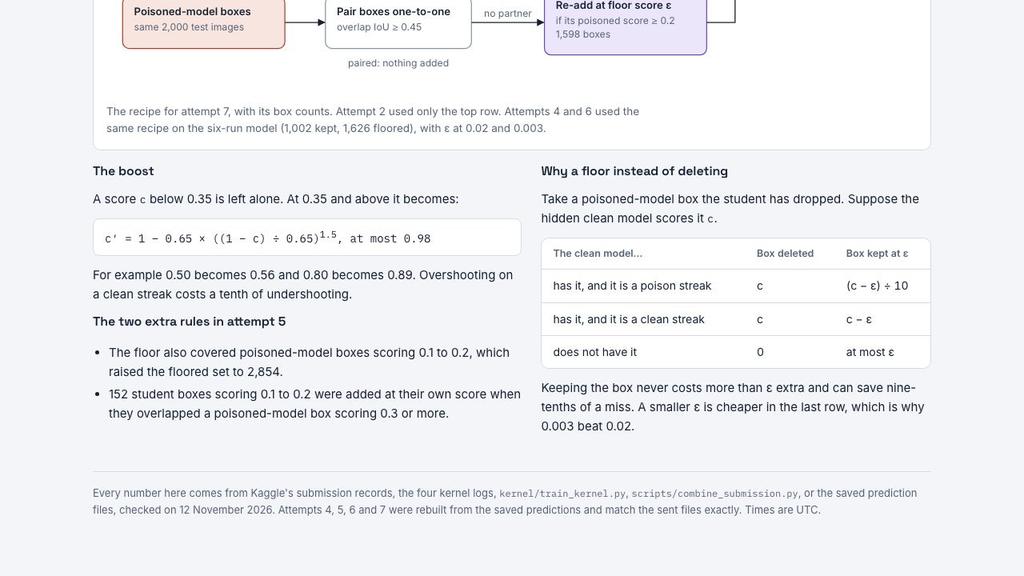 Poisoned-model boxes
same 2,000 test images
Pair boxes one-to-one
overlap IoU ≥ 0.45
paired: nothing added
no partner
Re-add at floor score ε
if its poisoned score ≥ 0.2
1,598 boxes
The recipe for attempt 7, with its box counts. Attempt 2 used only the top row. Attempts 4 and 6 used the
same recipe on the six-run model (1,002 kept, 1,626 floored), with ε at 0.02 and 0.003.
The boost
A score c below 0.35 is left alone. At 0.35 and above it becomes:
c′ = 1 − 0.65 × ((1 − c) ÷ 0.65)^1.5, at most 0.98
For example 0.50 becomes 0.56 and 0.80 becomes 0.89. Overshooting on
a clean streak costs a tenth of undershooting.
The two extra rules in attempt 5
• The floor also covered poisoned-model boxes scoring 0.1 to 0.2, which
raised the floored set to 2,854.
• 152 student boxes scoring 0.1 to 0.2 were added at their own score when
they overlapped a poisoned-model box scoring 0.3 or more.
Why a floor instead of deleting
Take a poisoned-model box the student has dropped. Suppose the
hidden clean model scores it c.
The clean model... Box deleted Box kept at ε
has it, and it is a poison streak c (c − ε) ÷ 10
has it, and it is a clean streak c c − ε
does not have it 0 at most ε
Keeping the box never costs more than ε extra and can save nine-
tenths of a miss. A smaller ε is cheaper in the last row, which is why
0.003 beat 0.02.
Every number here comes from Kaggle's submission records, the four kernel logs, kernel/train_kernel.py, scripts/combine_submission.py, or the saved prediction
files, checked on 12 November 2026. Attempts 4, 5, 6 and 7 were rebuilt from the saved predictions and match the sent files exactly. Times are UTC.